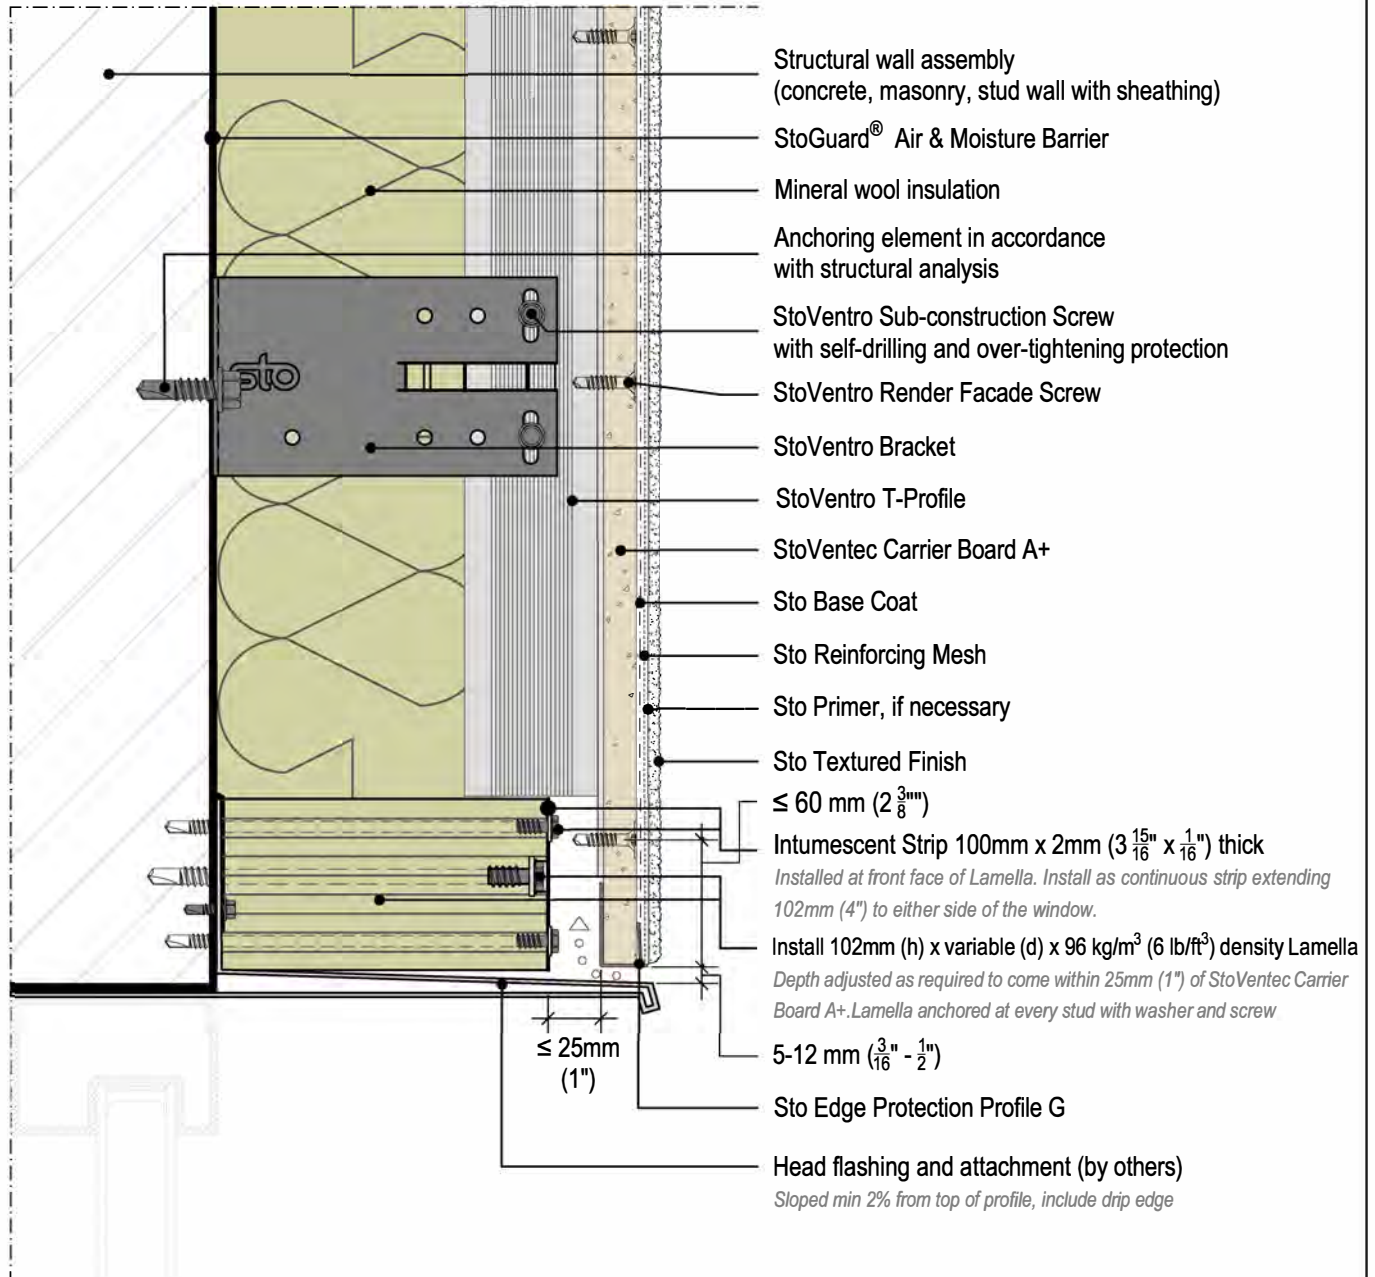 Structural wall assembly
(concrete, masonry, stud wall with sheathing)
StoGuard® Air & Moisture Barrier
Mineral wool insulation
Anchoring element in accordance
with structural analysis
StoVentro Sub-construction Screw
with self-drilling and over-tightening protection
sto
StoVentro Render Facade Screw
StoVentro Bracket
StoVentro T-Profile
StoVentec Carrier Board A+
Sto Base Coat
Sto Reinforcing Mesh
Sto Primer, if necessary
Sto Textured Finish
≤ 60 mm (2 3/8"")
Intumescent Strip 100mm x 2mm (3 15/16" x 1/16") thick
Installed at front face of Lamella. Install as continuous strip extending
102mm (4") to either side of the window.
Install 102mm (h) x variable (d) x 96 kg/m³ (6 lb/ft³) density Lamella
Depth adjusted as required to come within 25mm (1") of StoVentec Carrier
Board A+.Lamella anchored at every stud with washer and screw
≤ 25mm
(1")
5-12 mm (3/16" - 1/2")
Sto Edge Protection Profile G
Head flashing and attachment (by others)
Sloped min 2% from top of profile, include drip edge